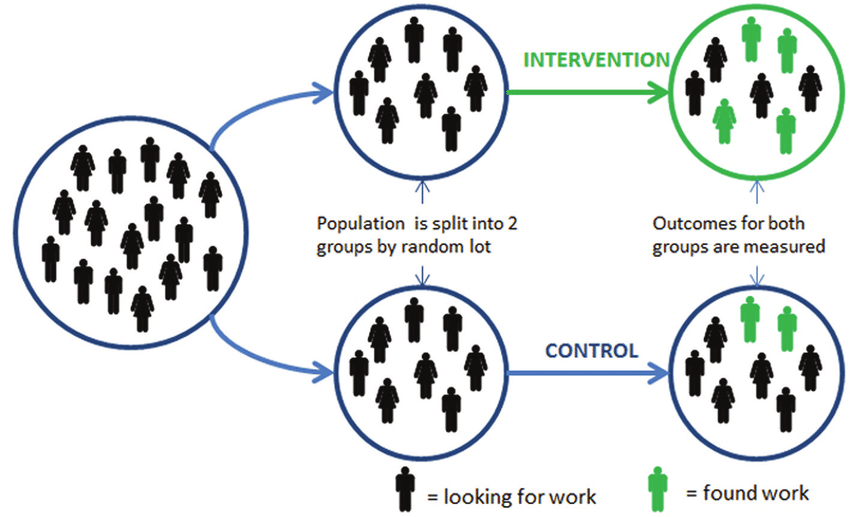 INTERVENTION
Population is split into 2
groups by random lot
Outcomes for both
groups are measured
CONTROL
= looking for work
= found work